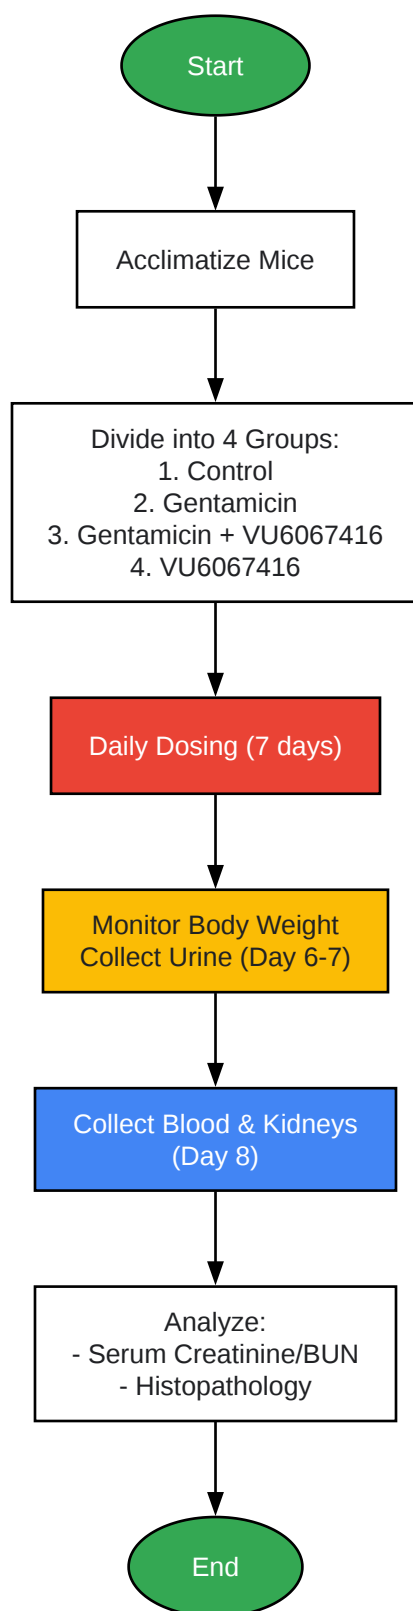 Start
Acclimatize Mice
Divide into 4 Groups:
1. Control
2. Gentamicin
3. Gentamicin + VU6067416
4. VU6067416
Daily Dosing (7 days)
Monitor Body Weight
Collect Urine (Day 6-7)
Collect Blood & Kidneys
(Day 8)
Analyze:
- Serum Creatinine/BUN
- Histopathology
End